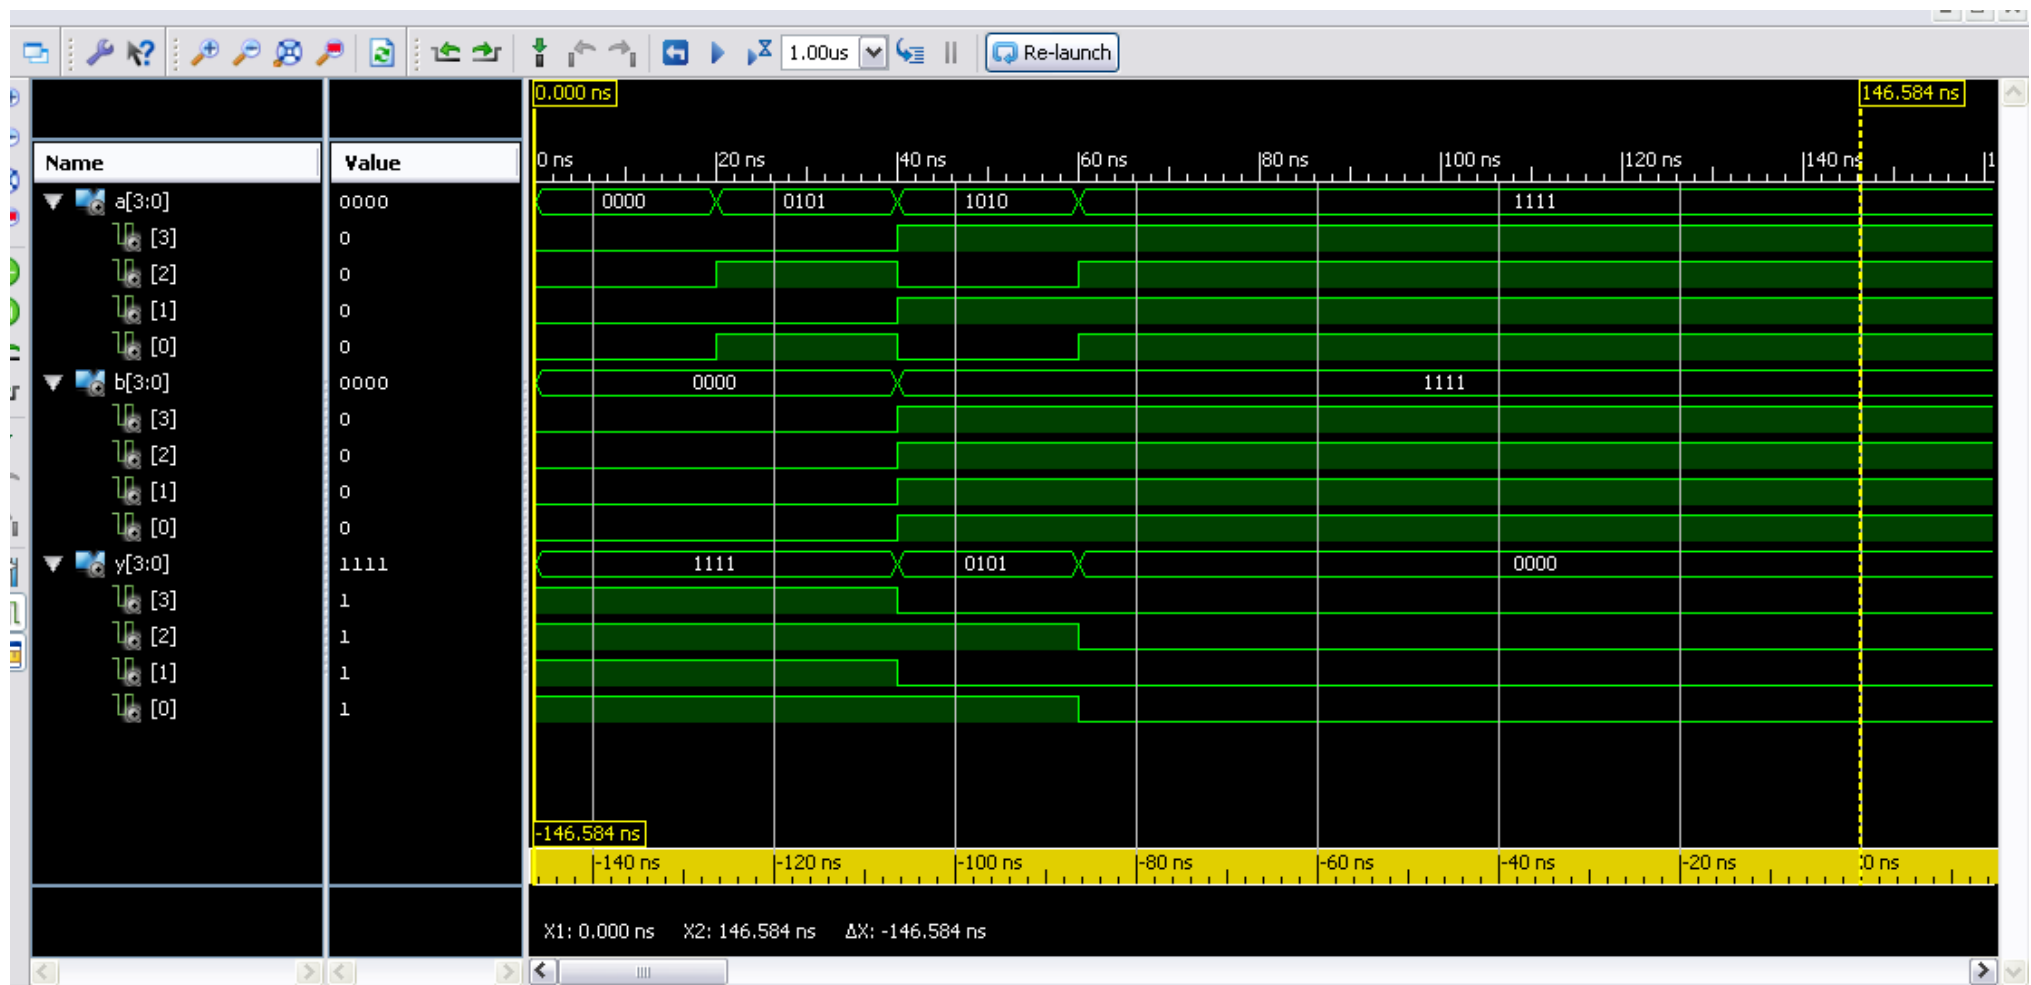 1.00us Re-launch
0.000 ns 146.584 ns
Name Value 0 ns 20 ns 40 ns 60 ns 80 ns 100 ns 120 ns 140 ns 1
a[3:0] 0000 0000 0101 1010 1111
[3] 0
[2] 0
[1] 0
[0] 0
b[3:0] 0000 0000 1111
[3] 0
[2] 0
[1] 0
[0] 0
y[3:0] 1111 1111 0101 0000
[3] 1
[2] 1
[1] 1
[0] 1
-146.584 ns
-140 ns -120 ns -100 ns -80 ns -60 ns -40 ns -20 ns 0 ns
X1: 0.000 ns X2: 146.584 ns ΔX: -146.584 ns